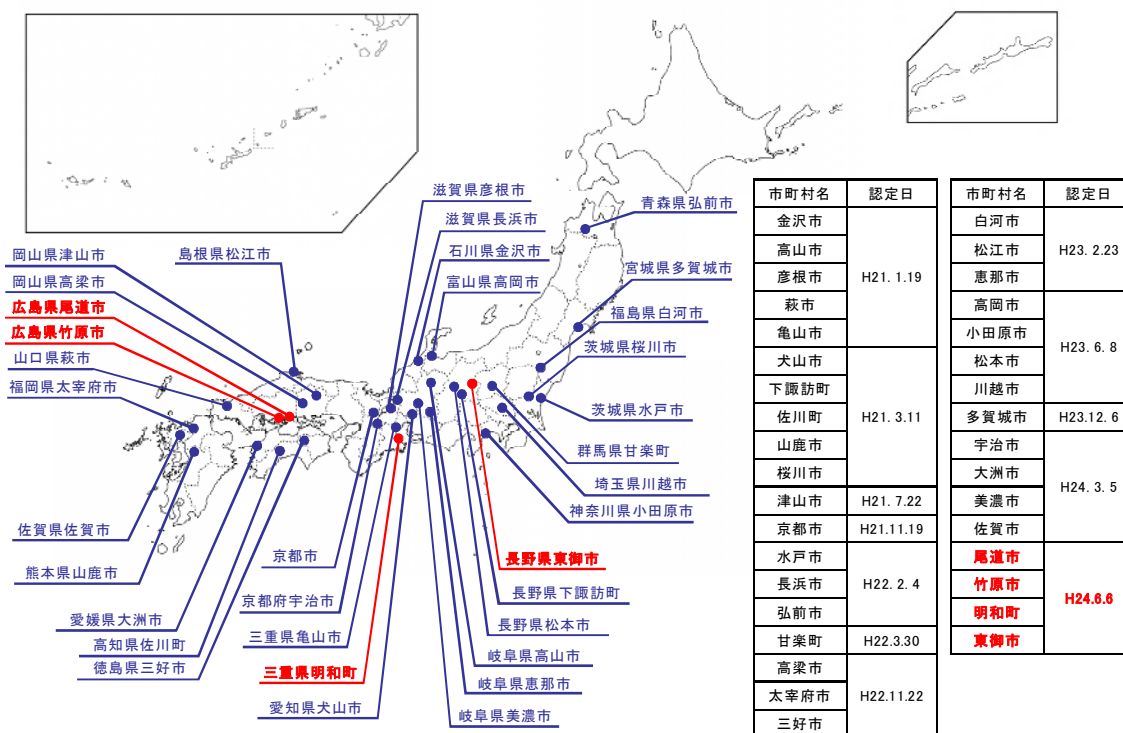 滋賀県彦根市
滋賀県長浜市
石川県金沢市
富山県高岡市
青森県弘前市
宮城県多賀城市
福島県白河市
茨城県桜川市
茨城県水戸市
群馬県甘楽町
埼玉県川越市
神奈川県小田原市
岡山県津山市
島根県松江市
岡山県高梁市
広島県尾道市
広島県竹原市
山口県萩市
福岡県太宰府市
佐賀県佐賀市
熊本県山鹿市
愛媛県大洲市
高知県佐川町
徳島県三好市
京都市
京都府宇治市
三重県亀山市
三重県明和町
愛知県犬山市
長野県東御市
長野県下諏訪町
長野県松本市
岐阜県高山市
岐阜県恵那市
岐阜県美濃市
市町村名 認定日
金沢市
高山市
彦根市 H21. 1.19
萩市
亀山市
犬山市
下諏訪町
佐川町 H21. 3.11
山鹿市
桜川市
津山市 H21. 7.22
京都市 H21.11.19
水戸市
長浜市 H22. 2. 4
弘前市
甘楽町 H22.3.30
高梁市
太宰府市 H22.11.22
三好市
市町村名 認定日
白河市
松江市 H23. 2.23
恵那市
高岡市
小田原市 H23. 6. 8
松本市
川越市
多賀城市 H23.12. 6
宇治市
大洲市 H24. 3. 5
美濃市
佐賀市
尾道市
竹原市 H24.6.6
明和町
東御市